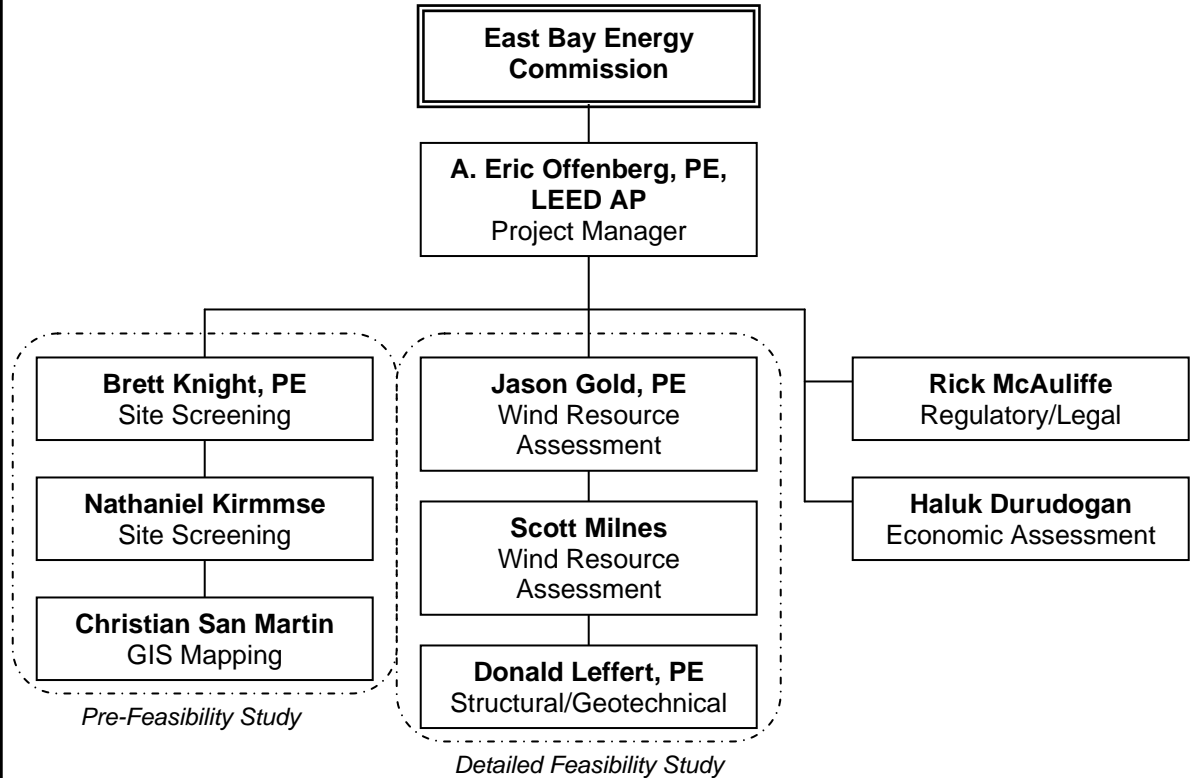 East Bay Energy
Commission
A. Eric Offenberg, PE,
LEED AP
Project Manager
Brett Knight, PE
Site Screening
Nathaniel Kirmmse
Site Screening
Christian San Martin
GIS Mapping
Pre-Feasibility Study
Jason Gold, PE
Wind Resource
Assessment
Scott Milnes
Wind Resource
Assessment
Donald Leffert, PE
Structural/Geotechnical
Detailed Feasibility Study
Rick McAuliffe
Regulatory/Legal
Haluk Durudogan
Economic Assessment